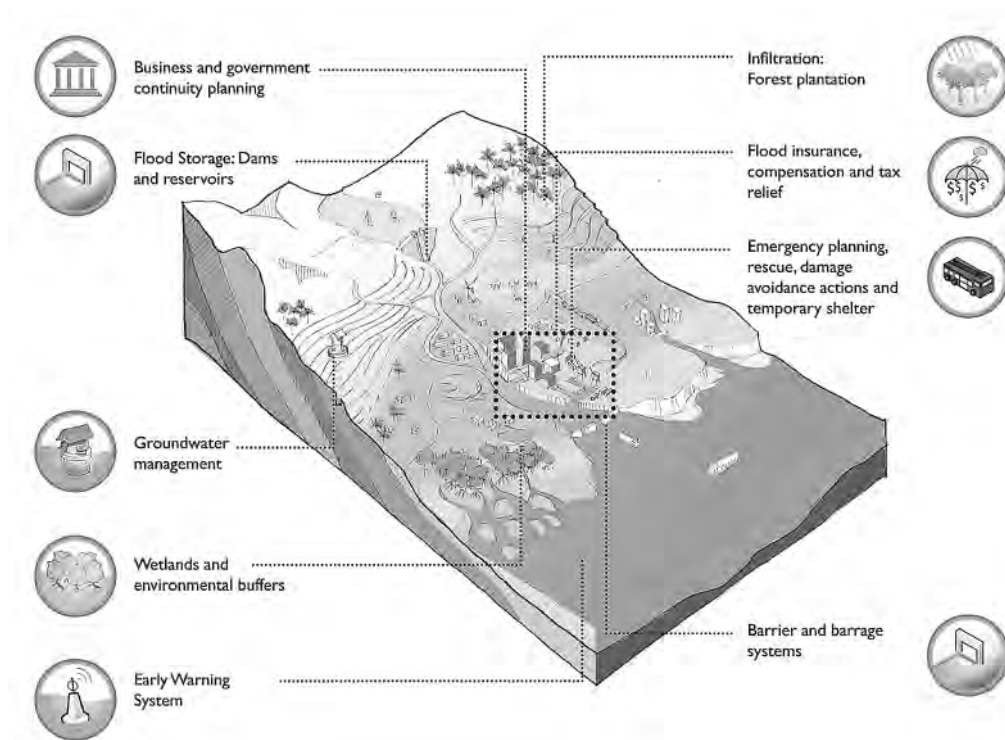 Business and government
continuity planning
Flood Storage: Dams
and reservoirs
Groundwater
management
Wetlands and
environmental buffers
Early Warning
System
Infiltration:
Forest plantation
Flood insurance,
compensation and tax
relief
Emergency planning,
rescue, damage
avoidance actions and
temporary shelter
Barrier and barrage
systems